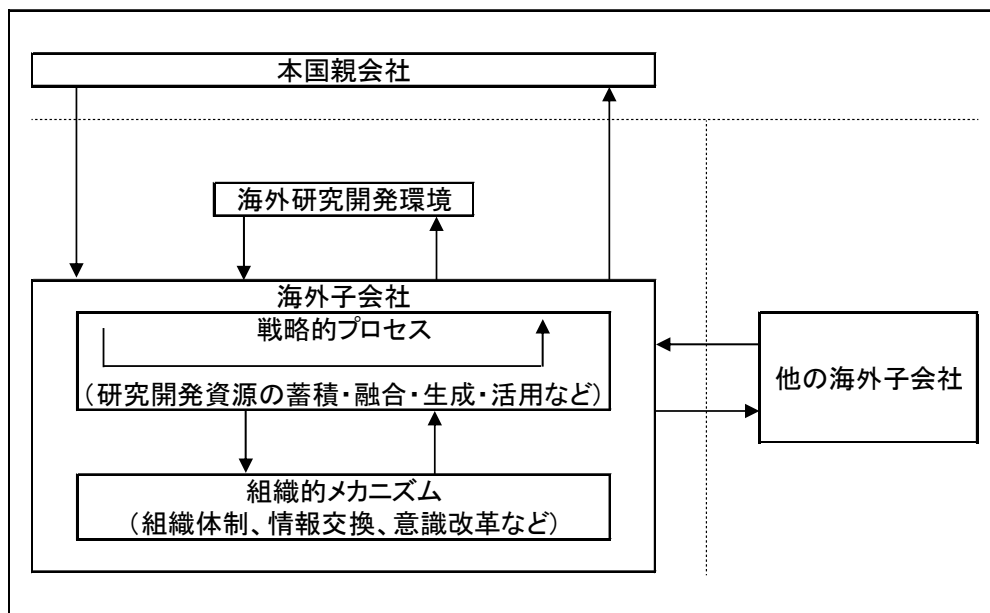 本国親会社
海外研究開発環境
海外子会社
戦略的プロセス
（研究開発資源の蓄積・融合・生成・活用など）
他の海外子会社
組織的メカニズム
（組織体制、情報交換、意識改革など）